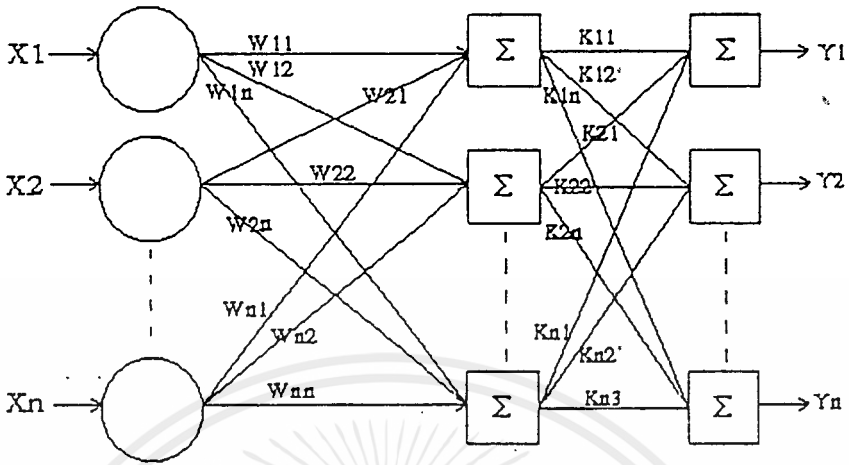 X1 W11 Σ K11 Σ Y1
W12 K12'
W1n W21 K1n
K21
X2 W22 Σ K22 Σ Y2
W2n K2n
Wn1 Kn1
Wn2 Kn2'
Xn Wnn Σ Kn3 Σ Yn